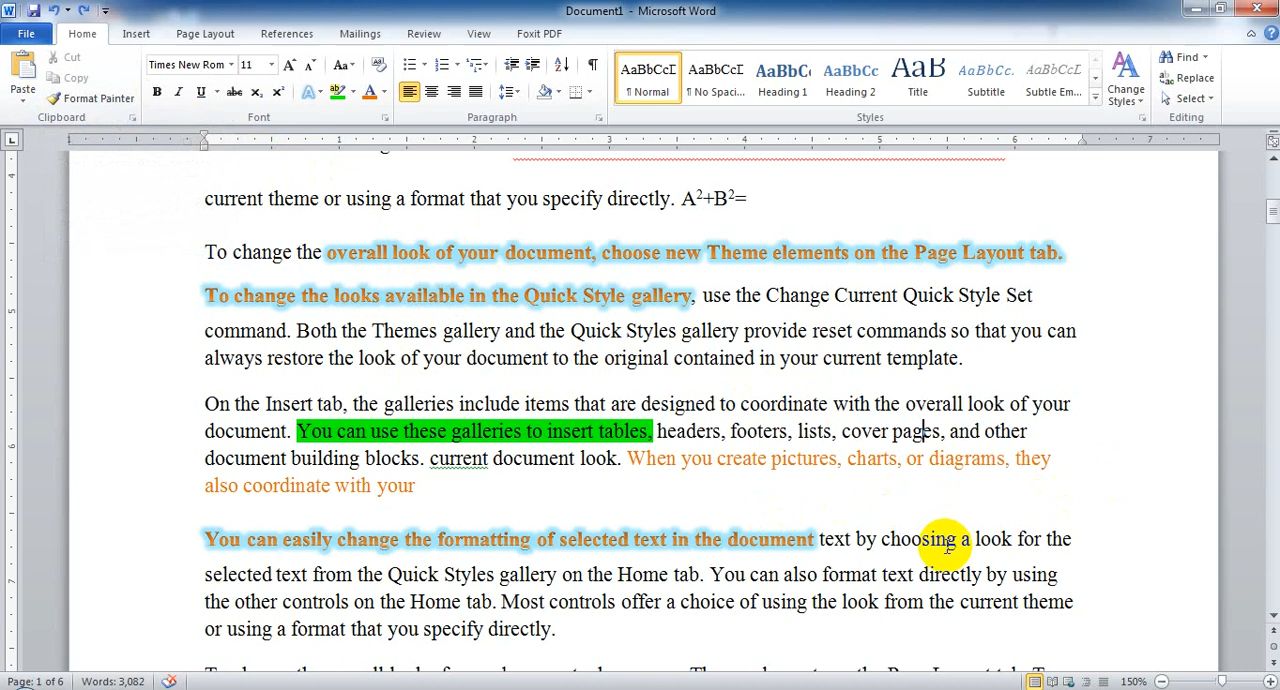 Document1 - Microsoft Word
File Home Insert Page Layout References Mailings Review View Foxit PDF
Paste
Cut
Copy
Format Painter
Clipboard
Times New Rom 11
Font
Paragraph
AaBbCcI AaBbCcI AaBbC AaBbCc AaB AaBbCcI AaBbCcI
¶ Normal ¶ No Spaci... Heading 1 Heading 2 Title Subtitle Subtle Em...
Styles
Change Styles
Find
Replace
Select
Editing
current theme or using a format that you specify directly. A²+B²=
To change the overall look of your document, choose new Theme elements on the Page Layout tab.
To change the looks available in the Quick Style gallery, use the Change Current Quick Style Set
command. Both the Themes gallery and the Quick Styles gallery provide reset commands so that you can
always restore the look of your document to the original contained in your current template.
On the Insert tab, the galleries include items that are designed to coordinate with the overall look of your
document. You can use these galleries to insert tables, headers, footers, lists, cover pages, and other
document building blocks. current document look. When you create pictures, charts, or diagrams, they
also coordinate with your
You can easily change the formatting of selected text in the document text by choosing a look for the
selected text from the Quick Styles gallery on the Home tab. You can also format text directly by using
the other controls on the Home tab. Most controls offer a choice of using the look from the current theme
or using a format that you specify directly.
Page: 1 of 6 Words: 3,082 150%